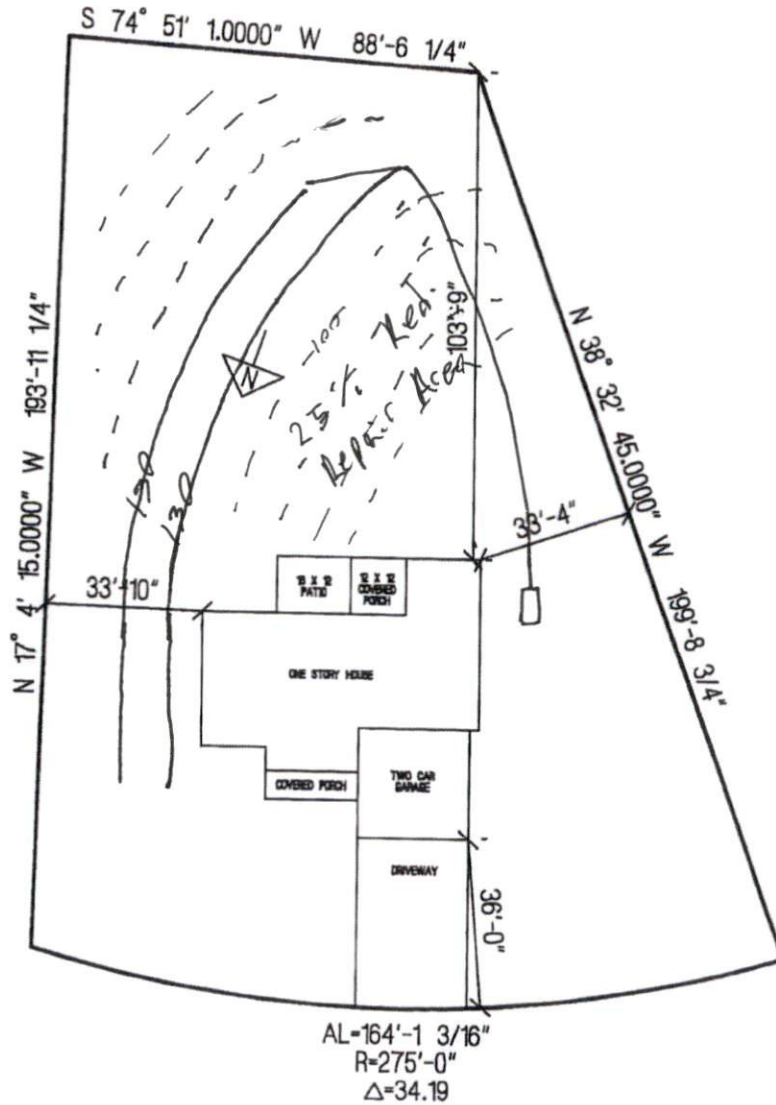 S 74° 51' 1.0000" W 88'-6 1/4"
N 17° 4' 15.0000" W 193'-11 1/4"
N 38° 32' 45.0000" W 199'-8 3/4"
103'-9"
25% Red.
Repair Area
N
130
130
33'-4"
33'-10"
12 X 12
COVERED
PORCH
PATIO
ONE STORY HOUSE
COVERED PORCH
TWO CAR
GARAGE
DRIVEWAY
36'-0"
AL=164'-1 3/16"
R=275'-0"
△=34.19